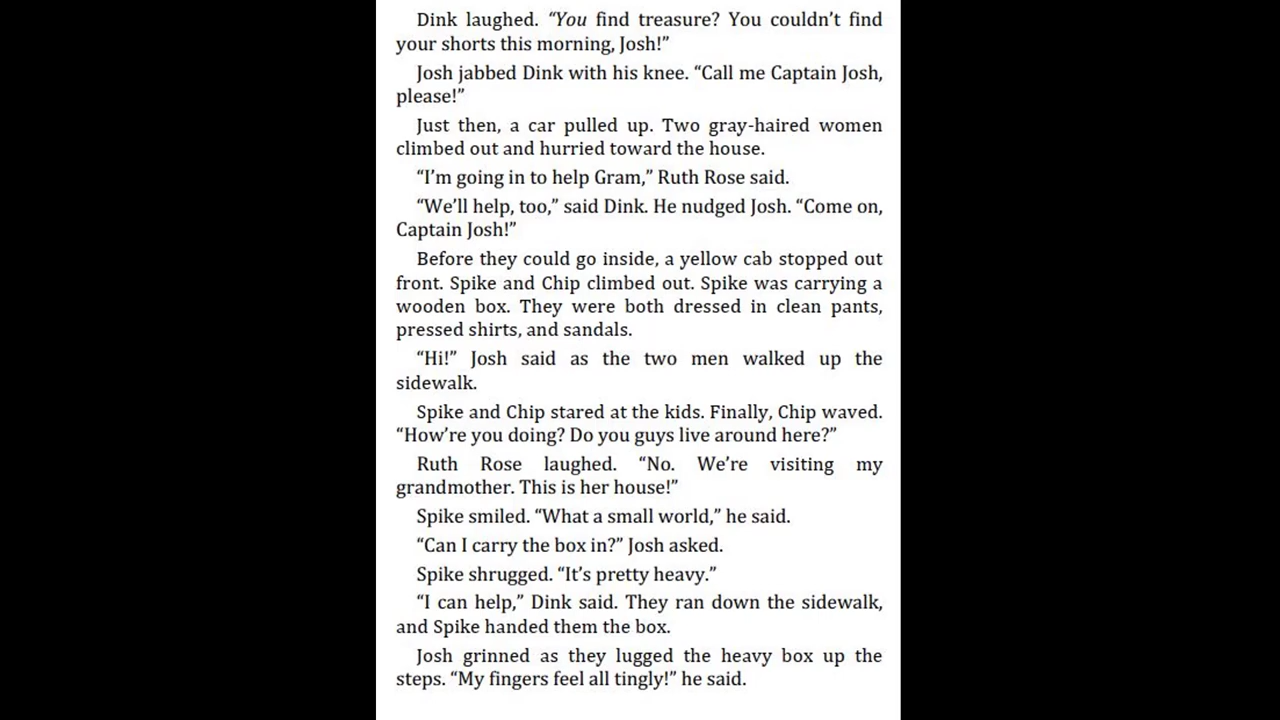 Dink laughed. “You find treasure? You couldn’t find
your shorts this morning, Josh!”
Josh jabbed Dink with his knee. “Call me Captain Josh,
please!”
Just then, a car pulled up. Two gray-haired women
climbed out and hurried toward the house.
“I’m going in to help Gram,” Ruth Rose said.
“We’ll help, too,” said Dink. He nudged Josh. “Come on,
Captain Josh!”
Before they could go inside, a yellow cab stopped out
front. Spike and Chip climbed out. Spike was carrying a
wooden box. They were both dressed in clean pants,
pressed shirts, and sandals.
“Hi!” Josh said as the two men walked up the
sidewalk.
Spike and Chip stared at the kids. Finally, Chip waved.
“How’re you doing? Do you guys live around here?”
Ruth Rose laughed. “No. We’re visiting my
grandmother. This is her house!”
Spike smiled. “What a small world,” he said.
“Can I carry the box in?” Josh asked.
Spike shrugged. “It’s pretty heavy.”
“I can help,” Dink said. They ran down the sidewalk,
and Spike handed them the box.
Josh grinned as they lugged the heavy box up the
steps. “My fingers feel all tingly!” he said.